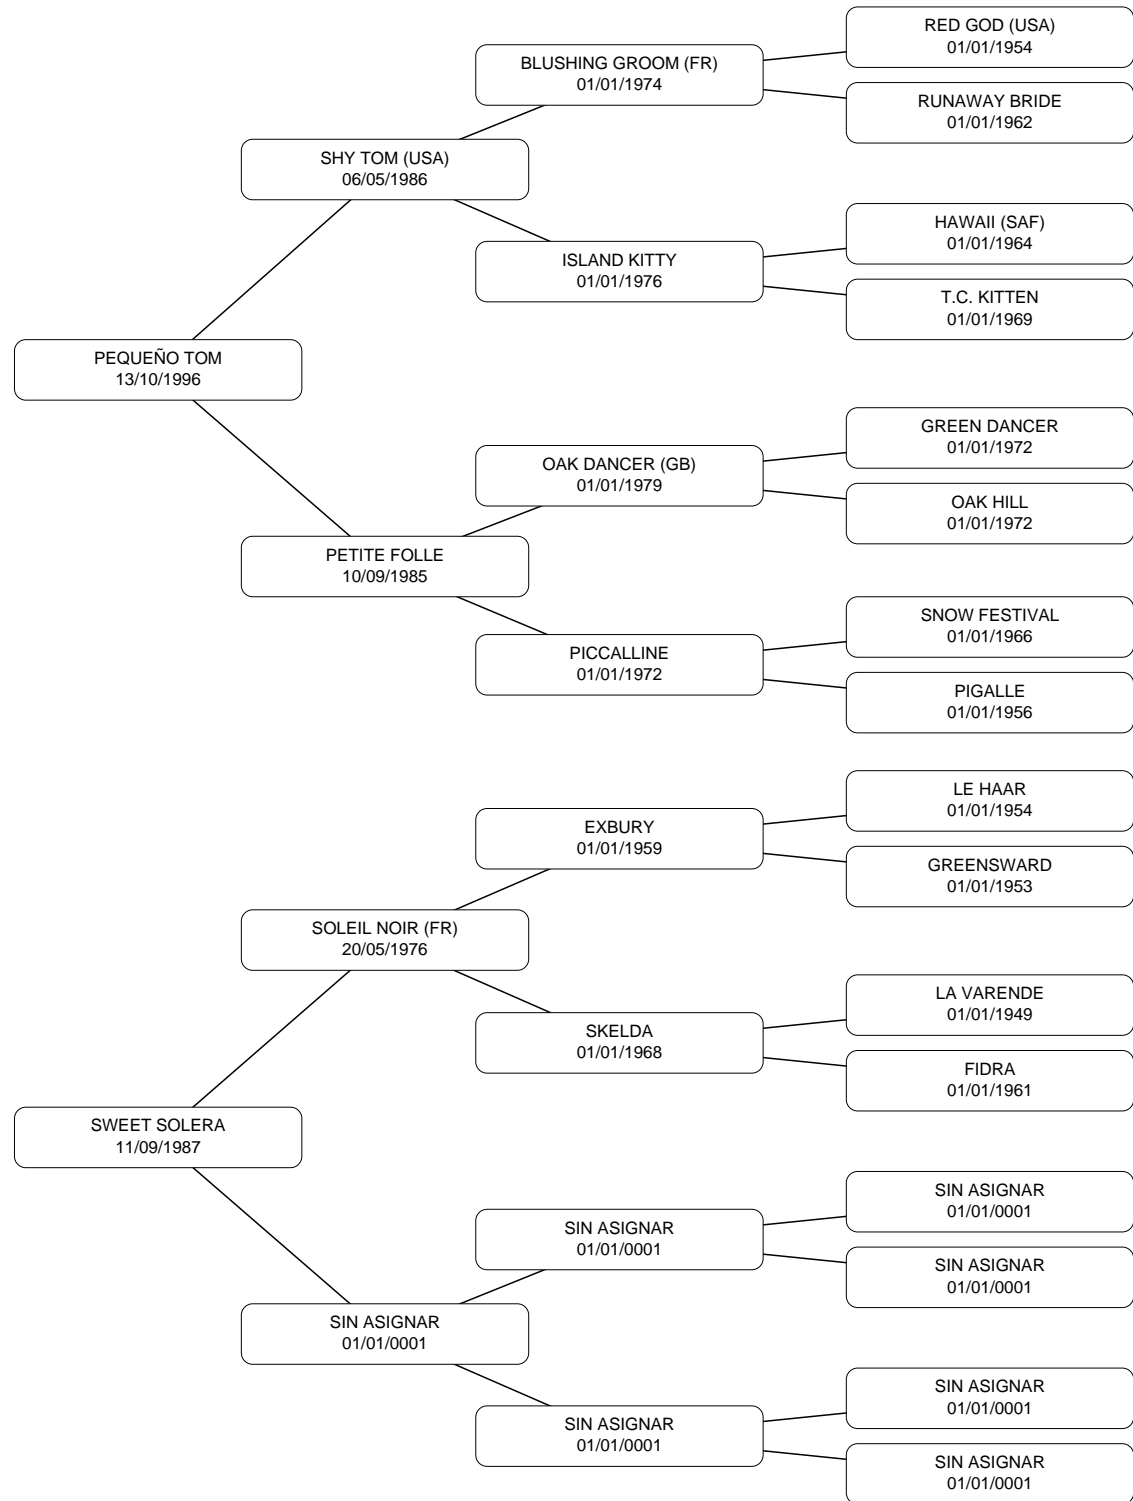 RED GOD (USA)
01/01/1954
BLUSHING GROOM (FR)
01/01/1974
RUNAWAY BRIDE
01/01/1962
SHY TOM (USA)
06/05/1986
HAWAII (SAF)
01/01/1964
ISLAND KITTY
01/01/1976
T.C. KITTEN
01/01/1969
PEQUEÑO TOM
13/10/1996
GREEN DANCER
01/01/1972
OAK DANCER (GB)
01/01/1979
OAK HILL
01/01/1972
PETITE FOLLE
10/09/1985
SNOW FESTIVAL
01/01/1966
PICCALLINE
01/01/1972
PIGALLE
01/01/1956
LE HAAR
01/01/1954
EXBURY
01/01/1959
GREENSWARD
01/01/1953
SOLEIL NOIR (FR)
20/05/1976
LA VARENDE
01/01/1949
SKELDA
01/01/1968
FIDRA
01/01/1961
SWEET SOLERA
11/09/1987
SIN ASIGNAR
01/01/0001
SIN ASIGNAR
01/01/0001
SIN ASIGNAR
01/01/0001
SIN ASIGNAR
01/01/0001
SIN ASIGNAR
01/01/0001
SIN ASIGNAR
01/01/0001
SIN ASIGNAR
01/01/0001